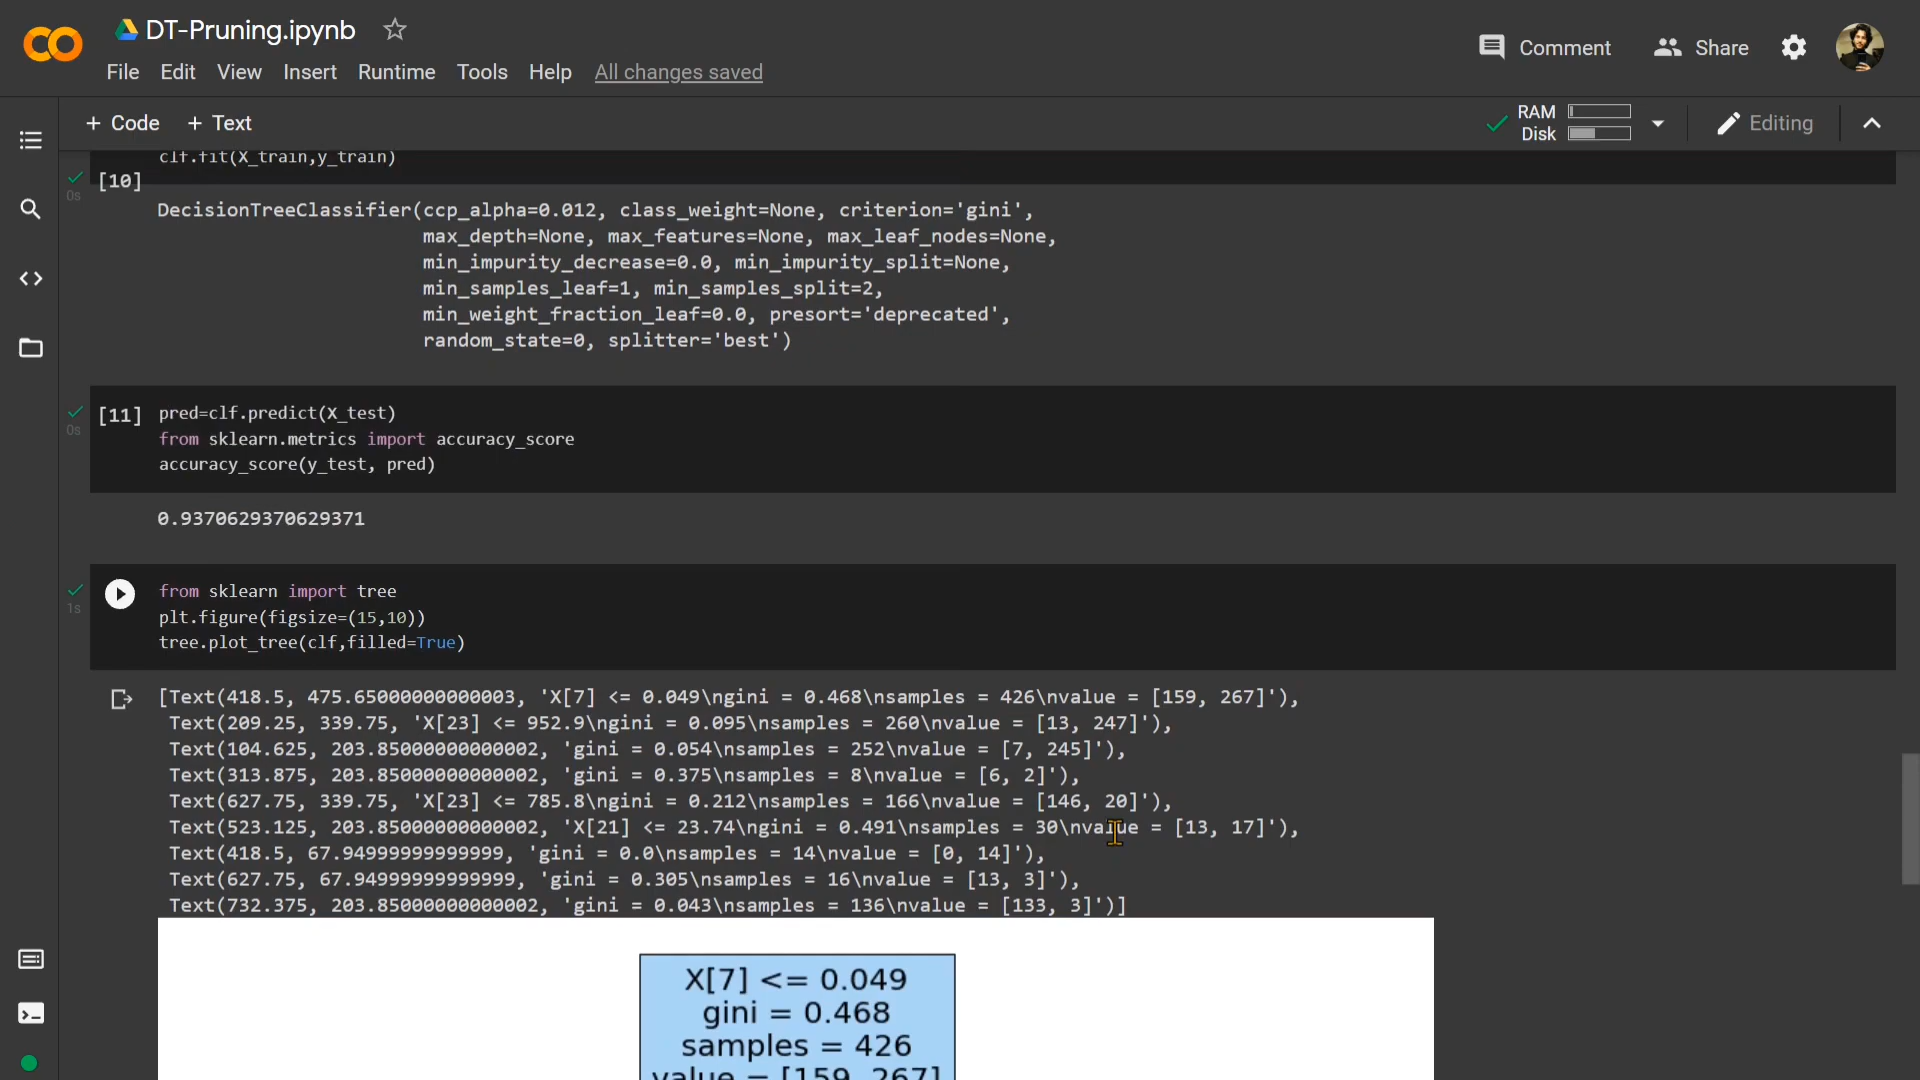 DT-Pruning.ipynb
Comment
Share
File Edit View Insert Runtime Tools Help All changes saved
+ Code + Text
RAM
Disk
Editing
clf.fit(X_train,y_train)
[10]
0s
DecisionTreeClassifier(ccp_alpha=0.012, class_weight=None, criterion='gini',
max_depth=None, max_features=None, max_leaf_nodes=None,
min_impurity_decrease=0.0, min_impurity_split=None,
min_samples_leaf=1, min_samples_split=2,
min_weight_fraction_leaf=0.0, presort='deprecated',
random_state=0, splitter='best')
[11] pred=clf.predict(X_test)
0s
from sklearn.metrics import accuracy_score
accuracy_score(y_test, pred)
0.9370629370629371
from sklearn import tree
1s
plt.figure(figsize=(15,10))
tree.plot_tree(clf,filled=True)
[Text(418.5, 475.65000000000003, 'X[7] <= 0.049\ngini = 0.468\nsamples = 426\nvalue = [159, 267]'),
Text(209.25, 339.75, 'X[23] <= 952.9\ngini = 0.095\nsamples = 260\nvalue = [13, 247]'),
Text(104.625, 203.85000000000002, 'gini = 0.054\nsamples = 252\nvalue = [7, 245]'),
Text(313.875, 203.85000000000002, 'gini = 0.375\nsamples = 8\nvalue = [6, 2]'),
Text(627.75, 339.75, 'X[23] <= 785.8\ngini = 0.212\nsamples = 166\nvalue = [146, 20]'),
Text(523.125, 203.85000000000002, 'X[21] <= 23.74\ngini = 0.491\nsamples = 30\nvalue = [13, 17]'),
Text(418.5, 67.94999999999999, 'gini = 0.0\nsamples = 14\nvalue = [0, 14]'),
Text(627.75, 67.94999999999999, 'gini = 0.305\nsamples = 16\nvalue = [13, 3]'),
Text(732.375, 203.85000000000002, 'gini = 0.043\nsamples = 136\nvalue = [133, 3]')]
X[7] <= 0.049
gini = 0.468
samples = 426
value = [159, 267]